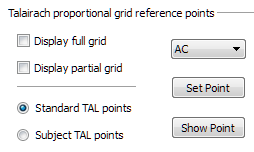 Talairach proportional grid reference points
Display full grid
AC
Display partial grid
Set Point
Standard TAL points
Subject TAL points
Show Point